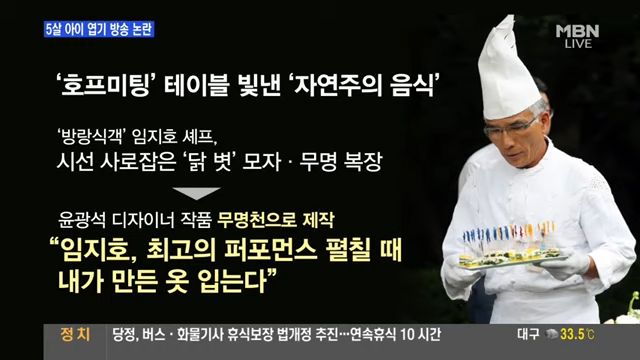 5살 아이 엽기 방송 논란
MBN
LIVE
‘호프미팅’ 테이블 빛낸 ‘자연주의 음식’
‘방랑식객’ 임지호 셰프,
시선 사로잡은 ‘닭 볏’ 모자·무명 복장
윤광석 디자이너 작품 무명천으로 제작
“임지호, 최고의 퍼포먼스 펼칠 때
내가 만든 옷 입는다”
정치 당정, 버스·화물기사 휴식보장 법개정 추진…연속휴식 10시간 대구 33.5℃